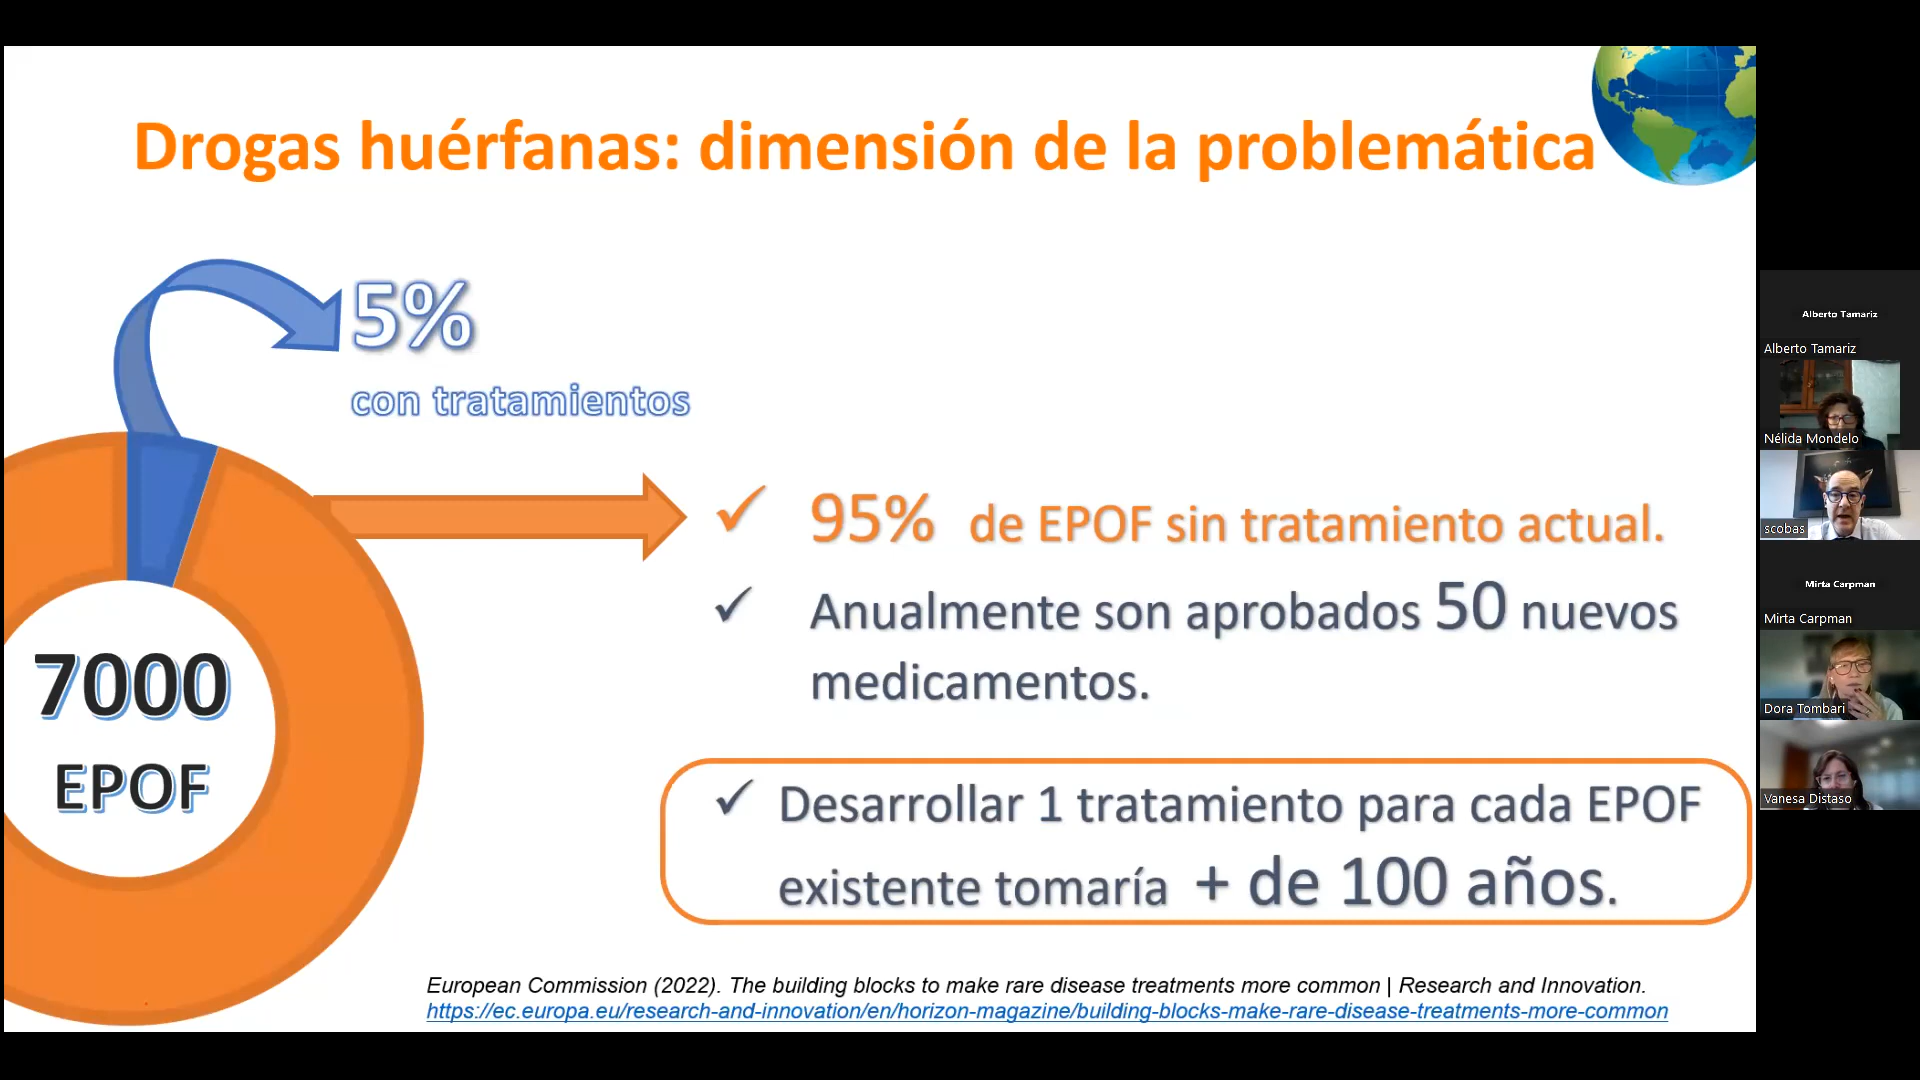 Drogas huérfanas: dimensión de la problemática
5%
con tratamientos
95% de EPOF sin tratamiento actual.
Anualmente son aprobados 50 nuevos
medicamentos.
7000
EPOF
Desarrollar 1 tratamiento para cada EPOF
existente tomaría + de 100 años.
European Commission (2022). The building blocks to make rare disease treatments more common | Research and Innovation.
https://ec.europa.eu/research-and-innovation/en/horizon-magazine/building-blocks-make-rare-disease-treatments-more-common
Alberto Tamariz
Alberto Tamariz
Nélida Mondelo
scobas
Mirta Carpman
Mirta Carpman
Dora Tombari
Vanesa Distaso